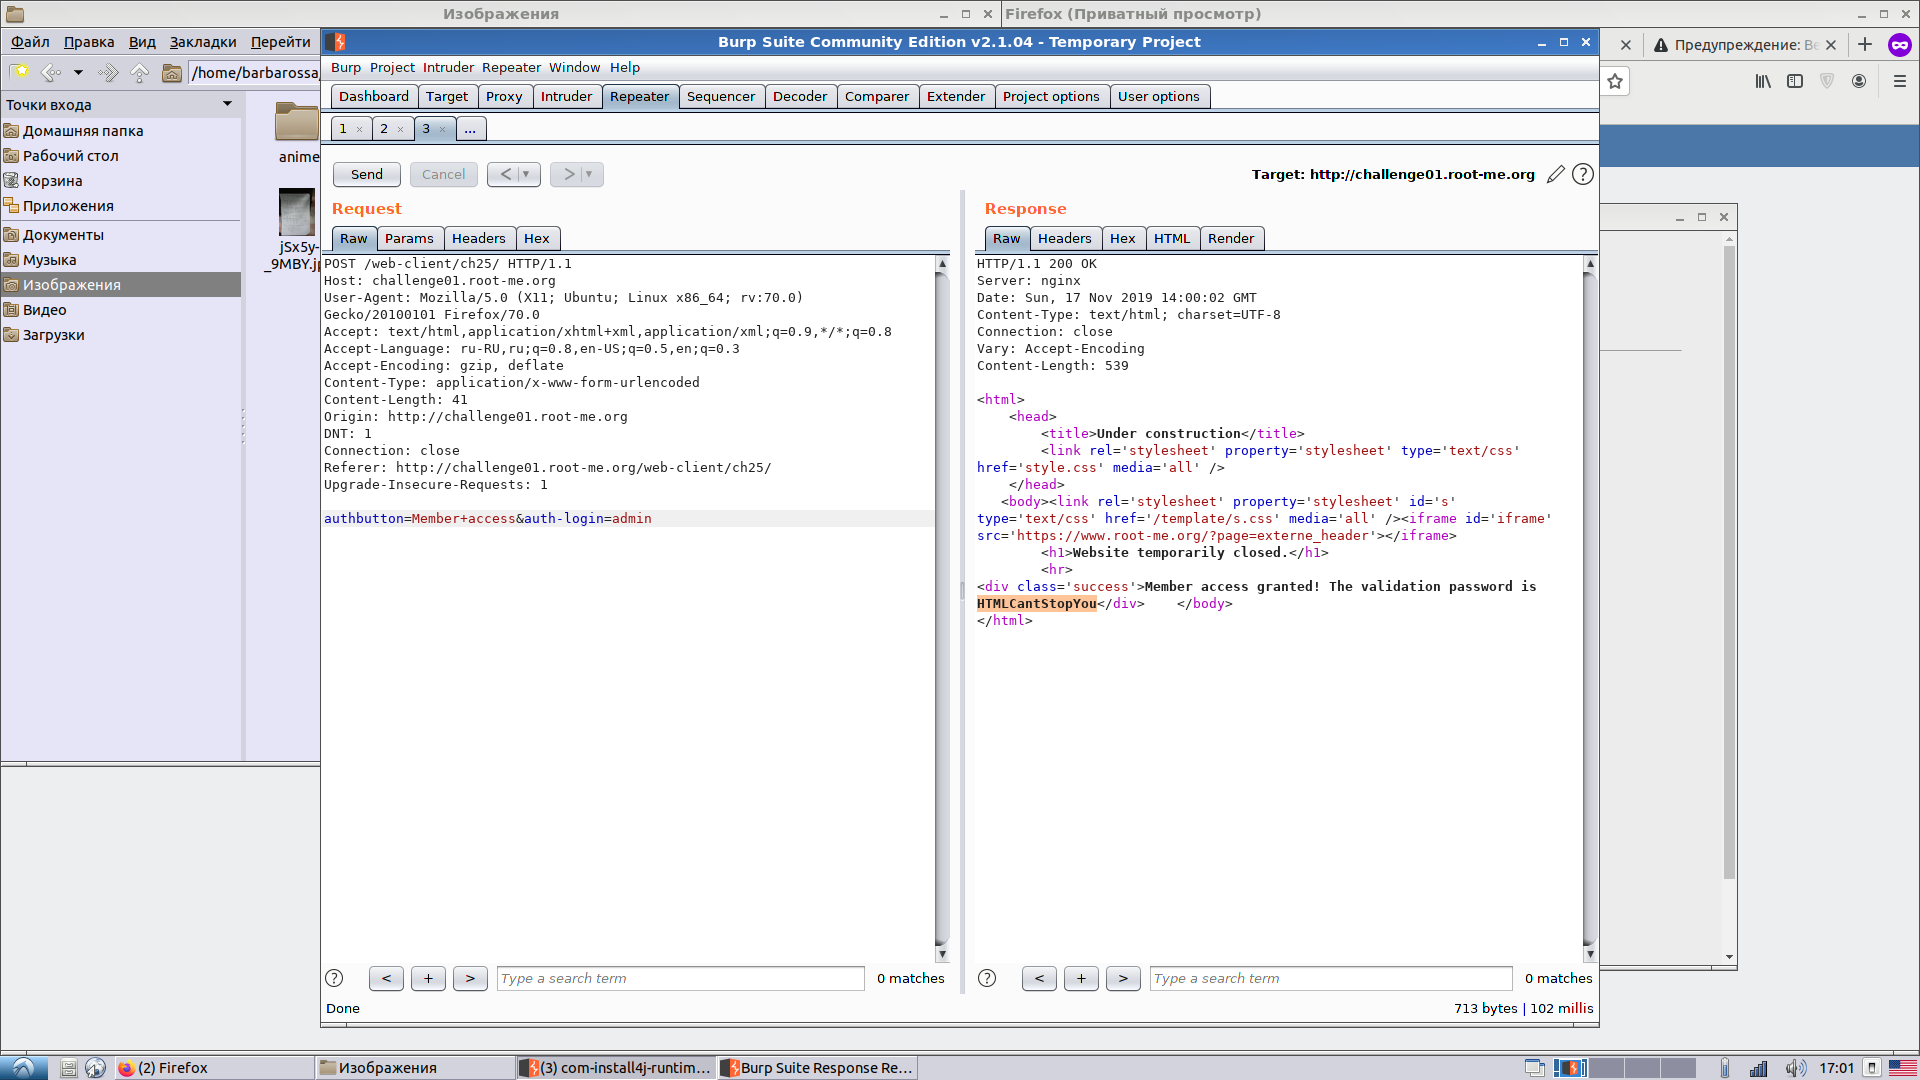 Изображения
Firefox (Приватный просмотр)
Файл Правка Вид Закладки Перейти
/home/barbarossa
Точки входа
Домашняя папка
Рабочий стол
Корзина
Приложения
Документы
Музыка
Изображения
Видео
Загрузки
anime
jSx5y-
_9MBY.j
Предупреждение: Be
Burp Suite Community Edition v2.1.04 - Temporary Project
Burp Project Intruder Repeater Window Help
Dashboard Target Proxy Intruder Repeater Sequencer Decoder Comparer Extender Project options User options
1 × 2 × 3 × ...
Send Cancel < > Target: http://challenge01.root-me.org
Request
Raw Params Headers Hex
POST /web-client/ch25/ HTTP/1.1
Host: challenge01.root-me.org
User-Agent: Mozilla/5.0 (X11; Ubuntu; Linux x86_64; rv:70.0)
Gecko/20100101 Firefox/70.0
Accept: text/html,application/xhtml+xml,application/xml;q=0.9,*/*;q=0.8
Accept-Language: ru-RU,ru;q=0.8,en-US;q=0.5,en;q=0.3
Accept-Encoding: gzip, deflate
Content-Type: application/x-www-form-urlencoded
Content-Length: 41
Origin: http://challenge01.root-me.org
DNT: 1
Connection: close
Referer: http://challenge01.root-me.org/web-client/ch25/
Upgrade-Insecure-Requests: 1
authbutton=Member+access&auth-login=admin
? < + > Type a search term 0 matches
Response
Raw Headers Hex HTML Render
HTTP/1.1 200 OK
Server: nginx
Date: Sun, 17 Nov 2019 14:00:02 GMT
Content-Type: text/html; charset=UTF-8
Connection: close
Vary: Accept-Encoding
Content-Length: 539
<html>
<head>
<title>Under construction</title>
<link rel='stylesheet' property='stylesheet' type='text/css'
href='style.css' media='all' />
</head>
<body><link rel='stylesheet' property='stylesheet' id='s'
type='text/css' href='/template/s.css' media='all' /><iframe id='iframe'
src='https://www.root-me.org/?page=externe_header'></iframe>
<h1>Website temporarily closed.</h1>
<hr>
<div class='success'>Member access granted! The validation password is
HTMLCantStopYou</div> </body>
</html>
? < + > Type a search term 0 matches
Done 713 bytes | 102 millis
(2) Firefox Изображения (3) com-install4j-runtim... Burp Suite Response Re... 17:01